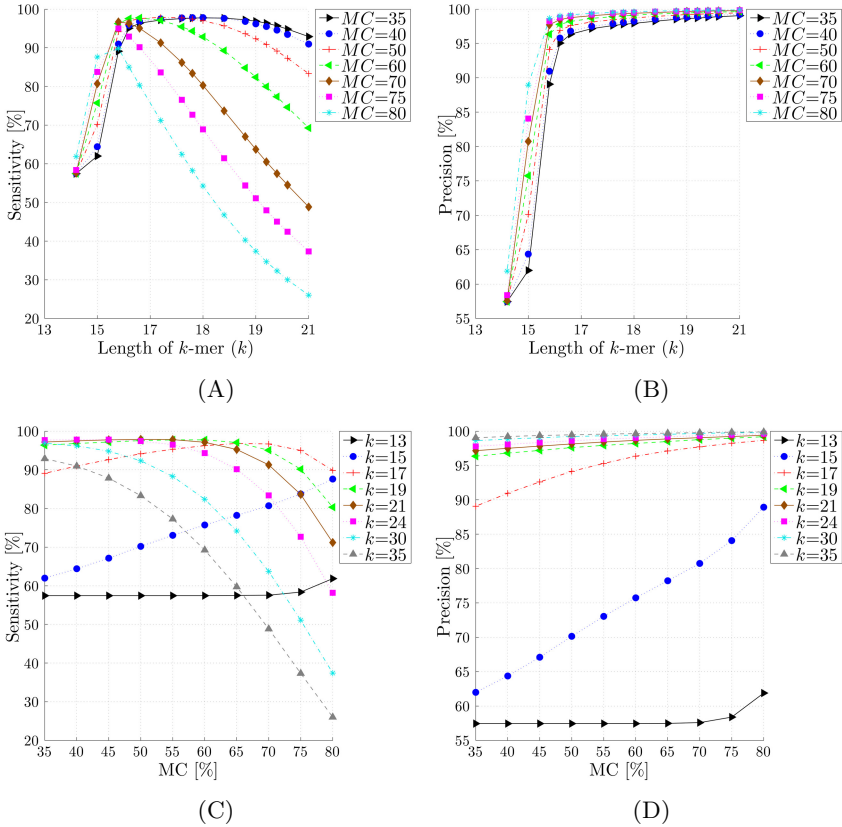 100
90
80
70
60
50
40
30
20
13 15 17 19 21
Sensitivity [%]
Length of k-mer (k)
MC=35
MC=40
MC=50
MC=60
MC=70
MC=75
MC=80
(A)
100
95
90
85
80
75
70
65
60
55
13 15 17 19 21
Precision [%]
Length of k-mer (k)
MC=35
MC=40
MC=50
MC=60
MC=70
MC=75
MC=80
(B)
100
90
80
70
60
50
40
30
20
35 40 45 50 55 60 65 70 75 80
Sensitivity [%]
MC [%]
k=13
k=15
k=17
k=19
k=21
k=24
k=30
k=35
(C)
100
95
90
85
80
75
70
65
60
55
35 40 45 50 55 60 65 70 75 80
Precision [%]
MC [%]
k=13
k=15
k=17
k=19
k=21
k=24
k=30
k=35
(D)